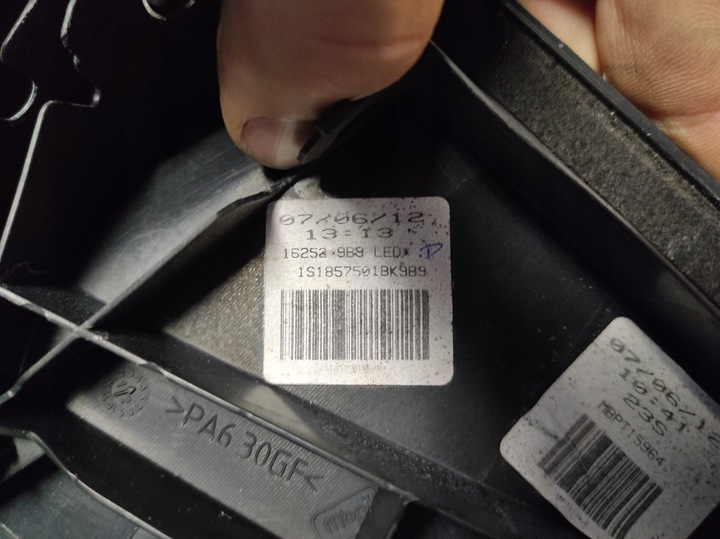 07/06/12
13:13
16252 9B9 LED* P
1S1857501BK9B9
07/06/12
19:41
23S
MBPT15964
>PA6 30GF<